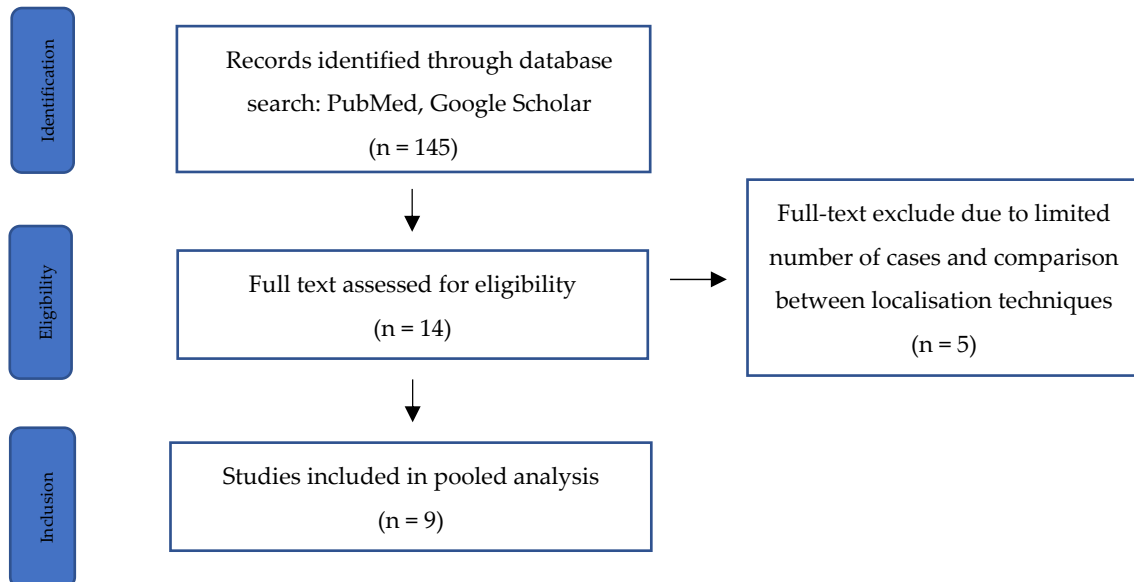 Identification
Records identified through database
search: PubMed, Google Scholar
(n = 145)
Eligibility
Full text assessed for eligibility
(n = 14)
Full-text exclude due to limited
number of cases and comparison
between localisation techniques
(n = 5)
Inclusion
Studies included in pooled analysis
(n = 9)